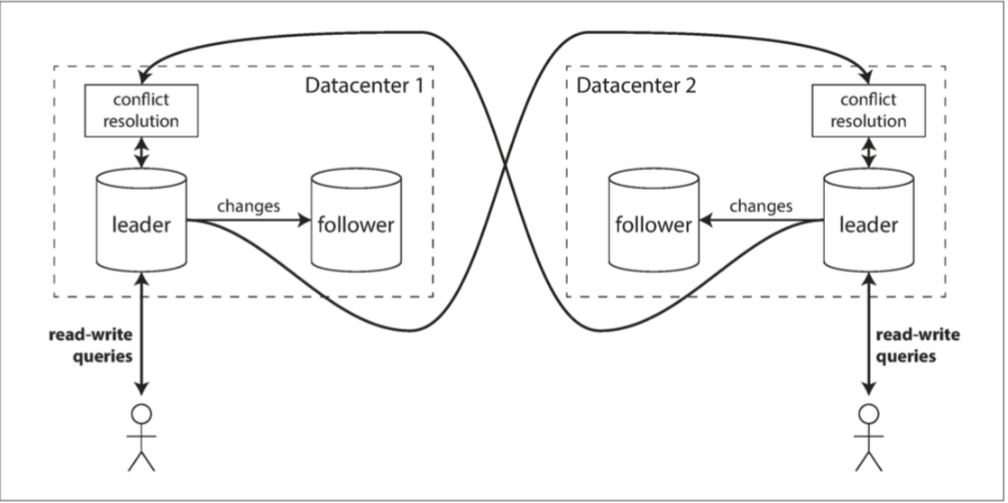 Datacenter 1
conflict
resolution
leader
changes
follower
read-write
queries
Datacenter 2
conflict
resolution
follower
changes
leader
read-write
queries